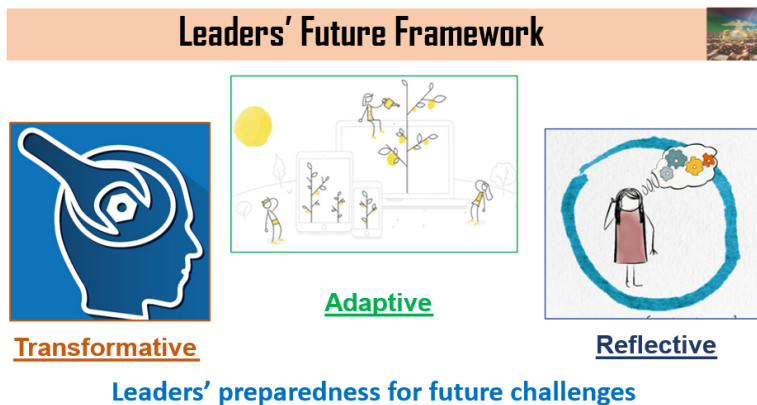 Leaders' Future Framework
Adaptive
Transformative
Reflective
Leaders' preparedness for future challenges